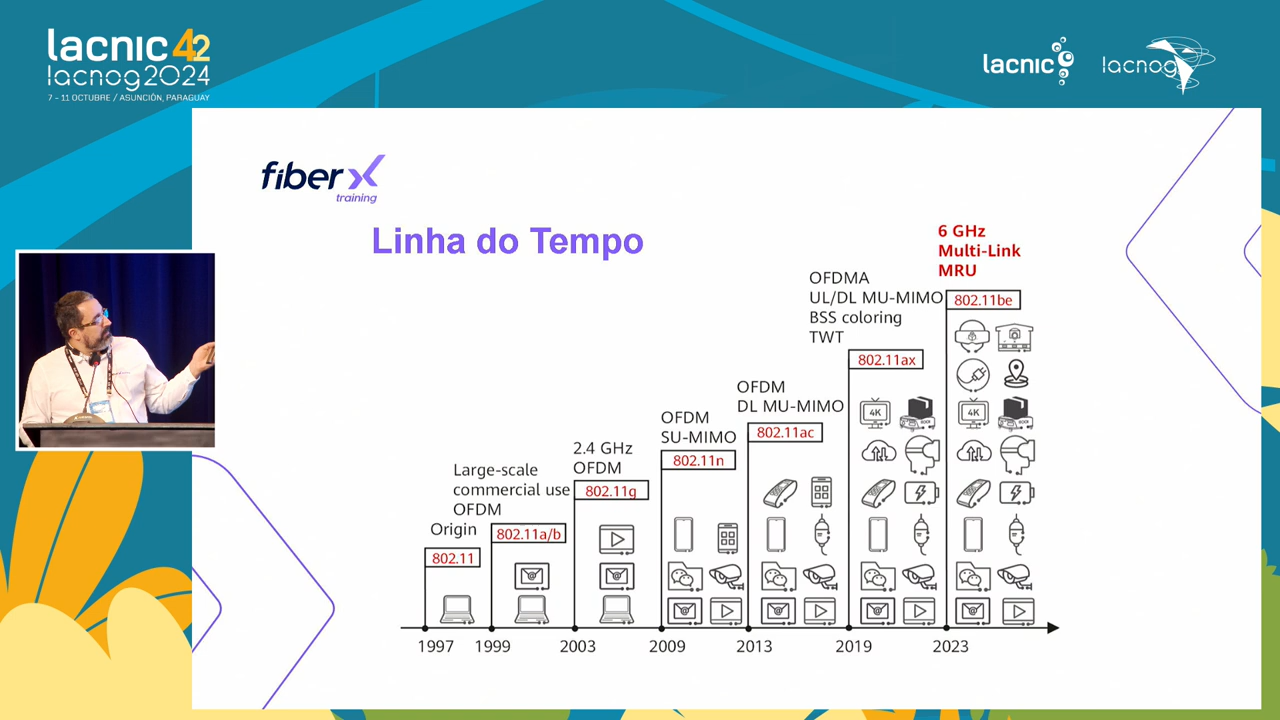 lacnic 42
lacnog 2024
7 - 11 OCTUBRE / ASUNCIÓN, PARAGUAY
lacnic
lacnog
fiberx
training
Linha do Tempo
6 GHz
Multi-Link
MRU
802.11be
OFDMA
UL/DL MU-MIMO
BSS coloring
TWT
802.11ax
OFDM
DL MU-MIMO
802.11ac
OFDM
SU-MIMO
802.11n
2.4 GHz
OFDM
802.11g
Large-scale
commercial use
OFDM
802.11a/b
Origin
802.11
4K
4K
1997
1999
2003
2009
2013
2019
2023